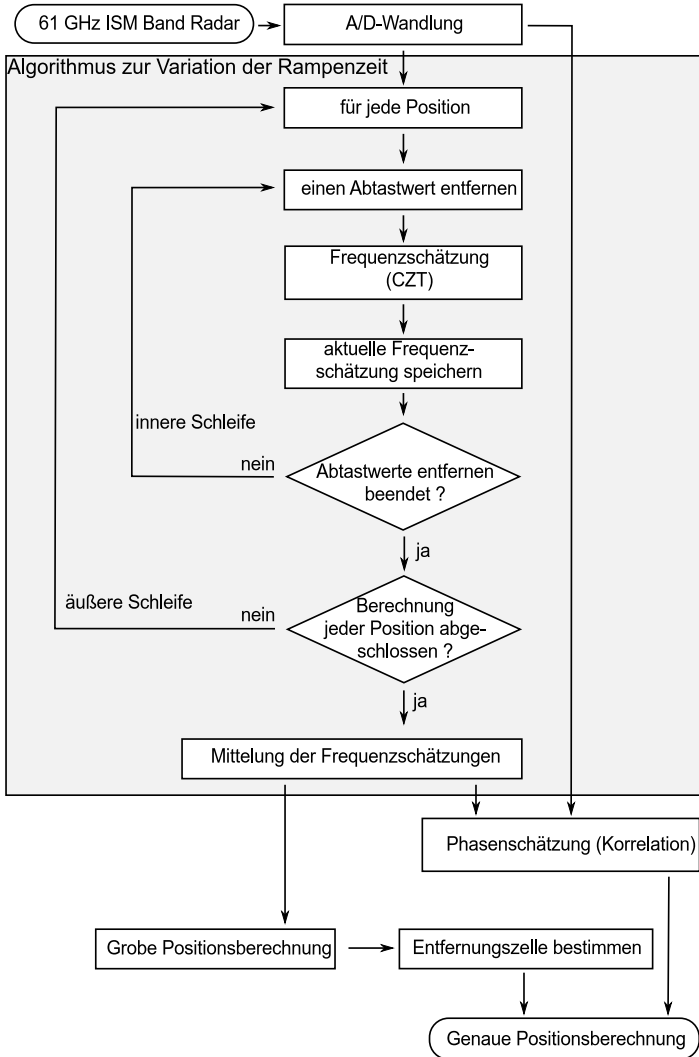 61 GHz ISM Band Radar
A/D-Wandlung
Algorithmus zur Variation der Rampenzeit
für jede Position
einen Abtastwert entfernen
Frequenzschätzung
(CZT)
aktuelle Frequenz-
schätzung speichern
innere Schleife
nein
Abtastwerte entfernen
beendet ?
ja
äußere Schleife
nein
Berechnung
jeder Position abge-
schlossen ?
ja
Mittelung der Frequenzschätzungen
Phasenschätzung (Korrelation)
Grobe Positionsberechnung
Entfernungszelle bestimmen
Genaue Positionsberechnung